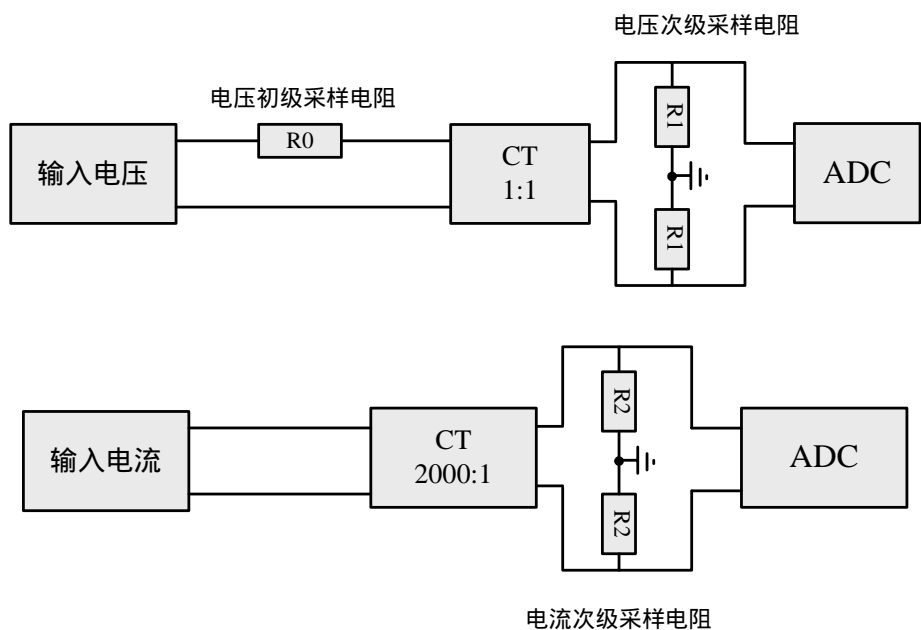 电压次级采样电阻
电压初级采样电阻
输入电压
R0
CT
1:1
R1
R1
ADC
输入电流
CT
2000:1
R2
R2
ADC
电流次级采样电阻